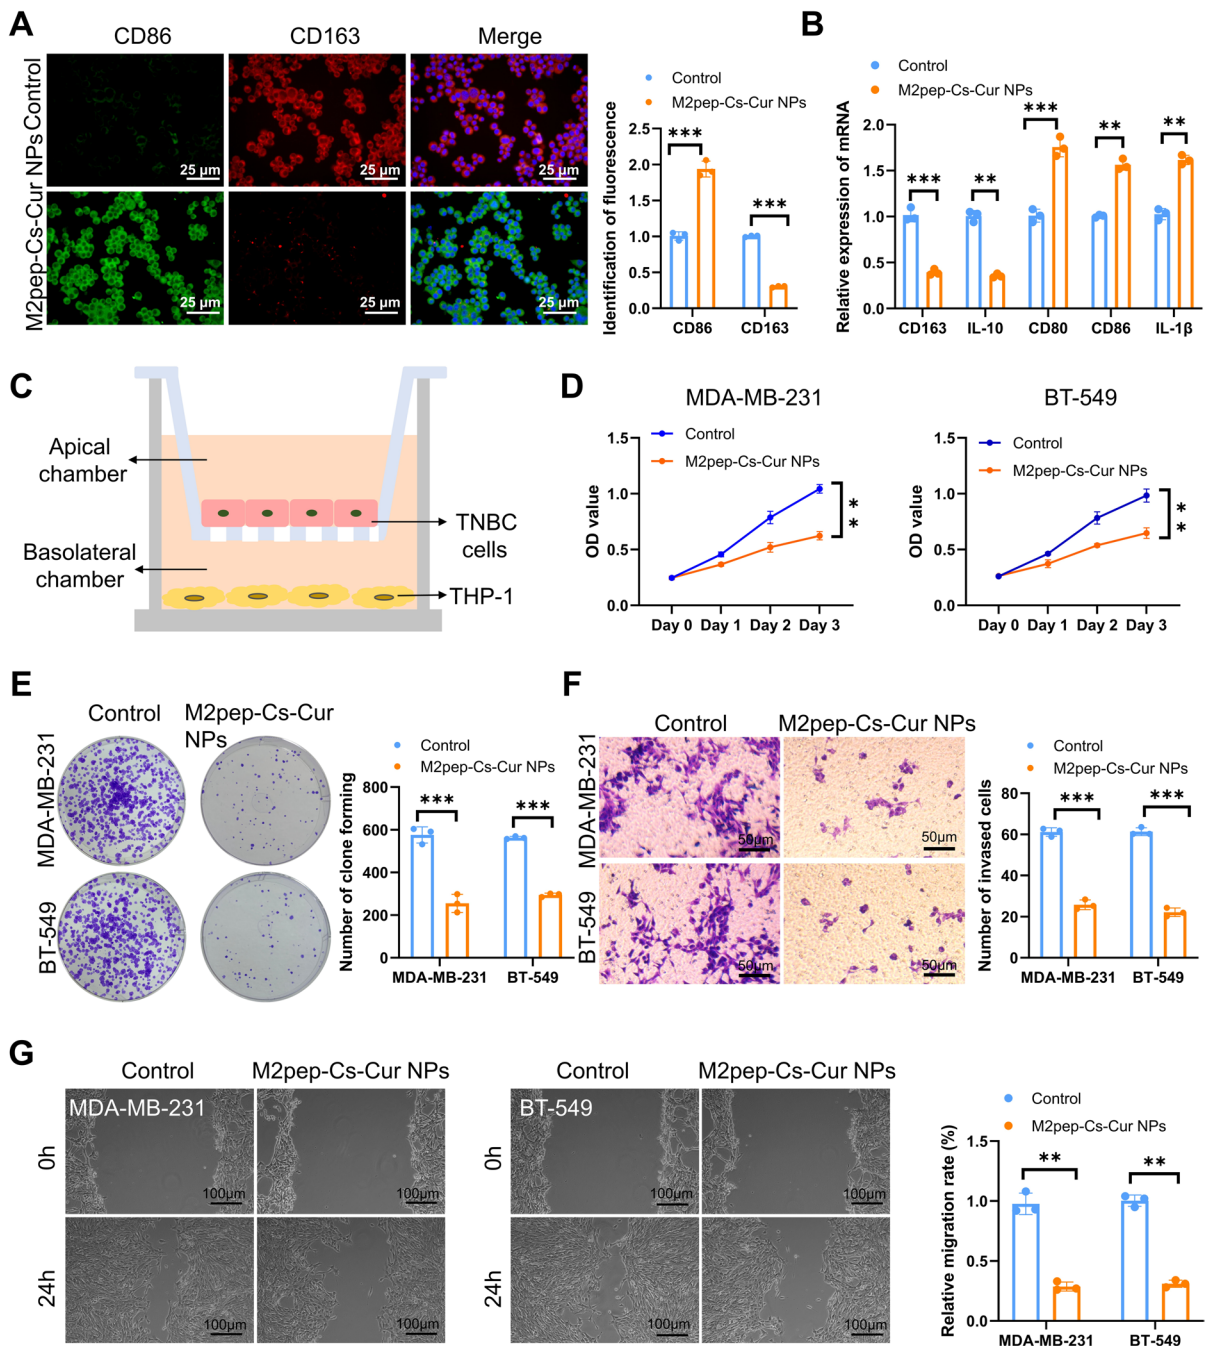 A
CD86
CD163
Merge
Control
M2pep-Cs-Cur NPs
25 μm
25 μm
25 μm
25 μm
25 μm
25 μm
Control
M2pep-Cs-Cur NPs
Identification of fluorescence
2.5
2.0
1.5
1.0
0.5
0.0
***
***
CD86
CD163
B
Control
M2pep-Cs-Cur NPs
Relative expression of mRNA
2.0
1.5
1.0
0.5
0.0
***
**
***
**
**
CD163
IL-10
CD80
CD86
IL-1β
C
Apical
chamber
Basolateral
chamber
TNBC
cells
THP-1
D
MDA-MB-231
Control
M2pep-Cs-Cur NPs
OD value
1.5
1.0
0.5
0.0
**
Day 0
Day 1
Day 2
Day 3
BT-549
Control
M2pep-Cs-Cur NPs
OD value
1.5
1.0
0.5
0.0
**
Day 0
Day 1
Day 2
Day 3
E
Control
M2pep-Cs-Cur
NPs
MDA-MB-231
BT-549
Control
M2pep-Cs-Cur NPs
Number of clone forming
800
600
400
200
0
***
***
MDA-MB-231
BT-549
F
Control
M2pep-Cs-Cur NPs
MDA-MB-231
BT-549
50μm
50μm
50μm
50μm
Control
M2pep-Cs-Cur NPs
Number of invased cells
80
60
40
20
0
***
***
MDA-MB-231
BT-549
G
Control
M2pep-Cs-Cur NPs
MDA-MB-231
0h
24h
100μm
100μm
100μm
100μm
Control
M2pep-Cs-Cur NPs
BT-549
0h
24h
100μm
100μm
100μm
100μm
Control
M2pep-Cs-Cur NPs
Relative migration rate (%)
1.5
1.0
0.5
0.0
**
**
MDA-MB-231
BT-549